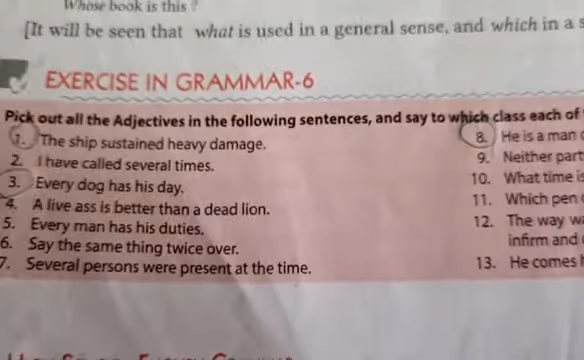 Whose book is this ?
[It will be seen that what is used in a general sense, and which in a s
EXERCISE IN GRAMMAR-6
Pick out all the Adjectives in the following sentences, and say to which class each of
1. The ship sustained heavy damage.
2. I have called several times.
3. Every dog has his day.
4. A live ass is better than a dead lion.
5. Every man has his duties.
6. Say the same thing twice over.
7. Several persons were present at the time.
8. He is a man
9. Neither part
10. What time is
11. Which pen
12. The way wa
infirm and
13. He comes h